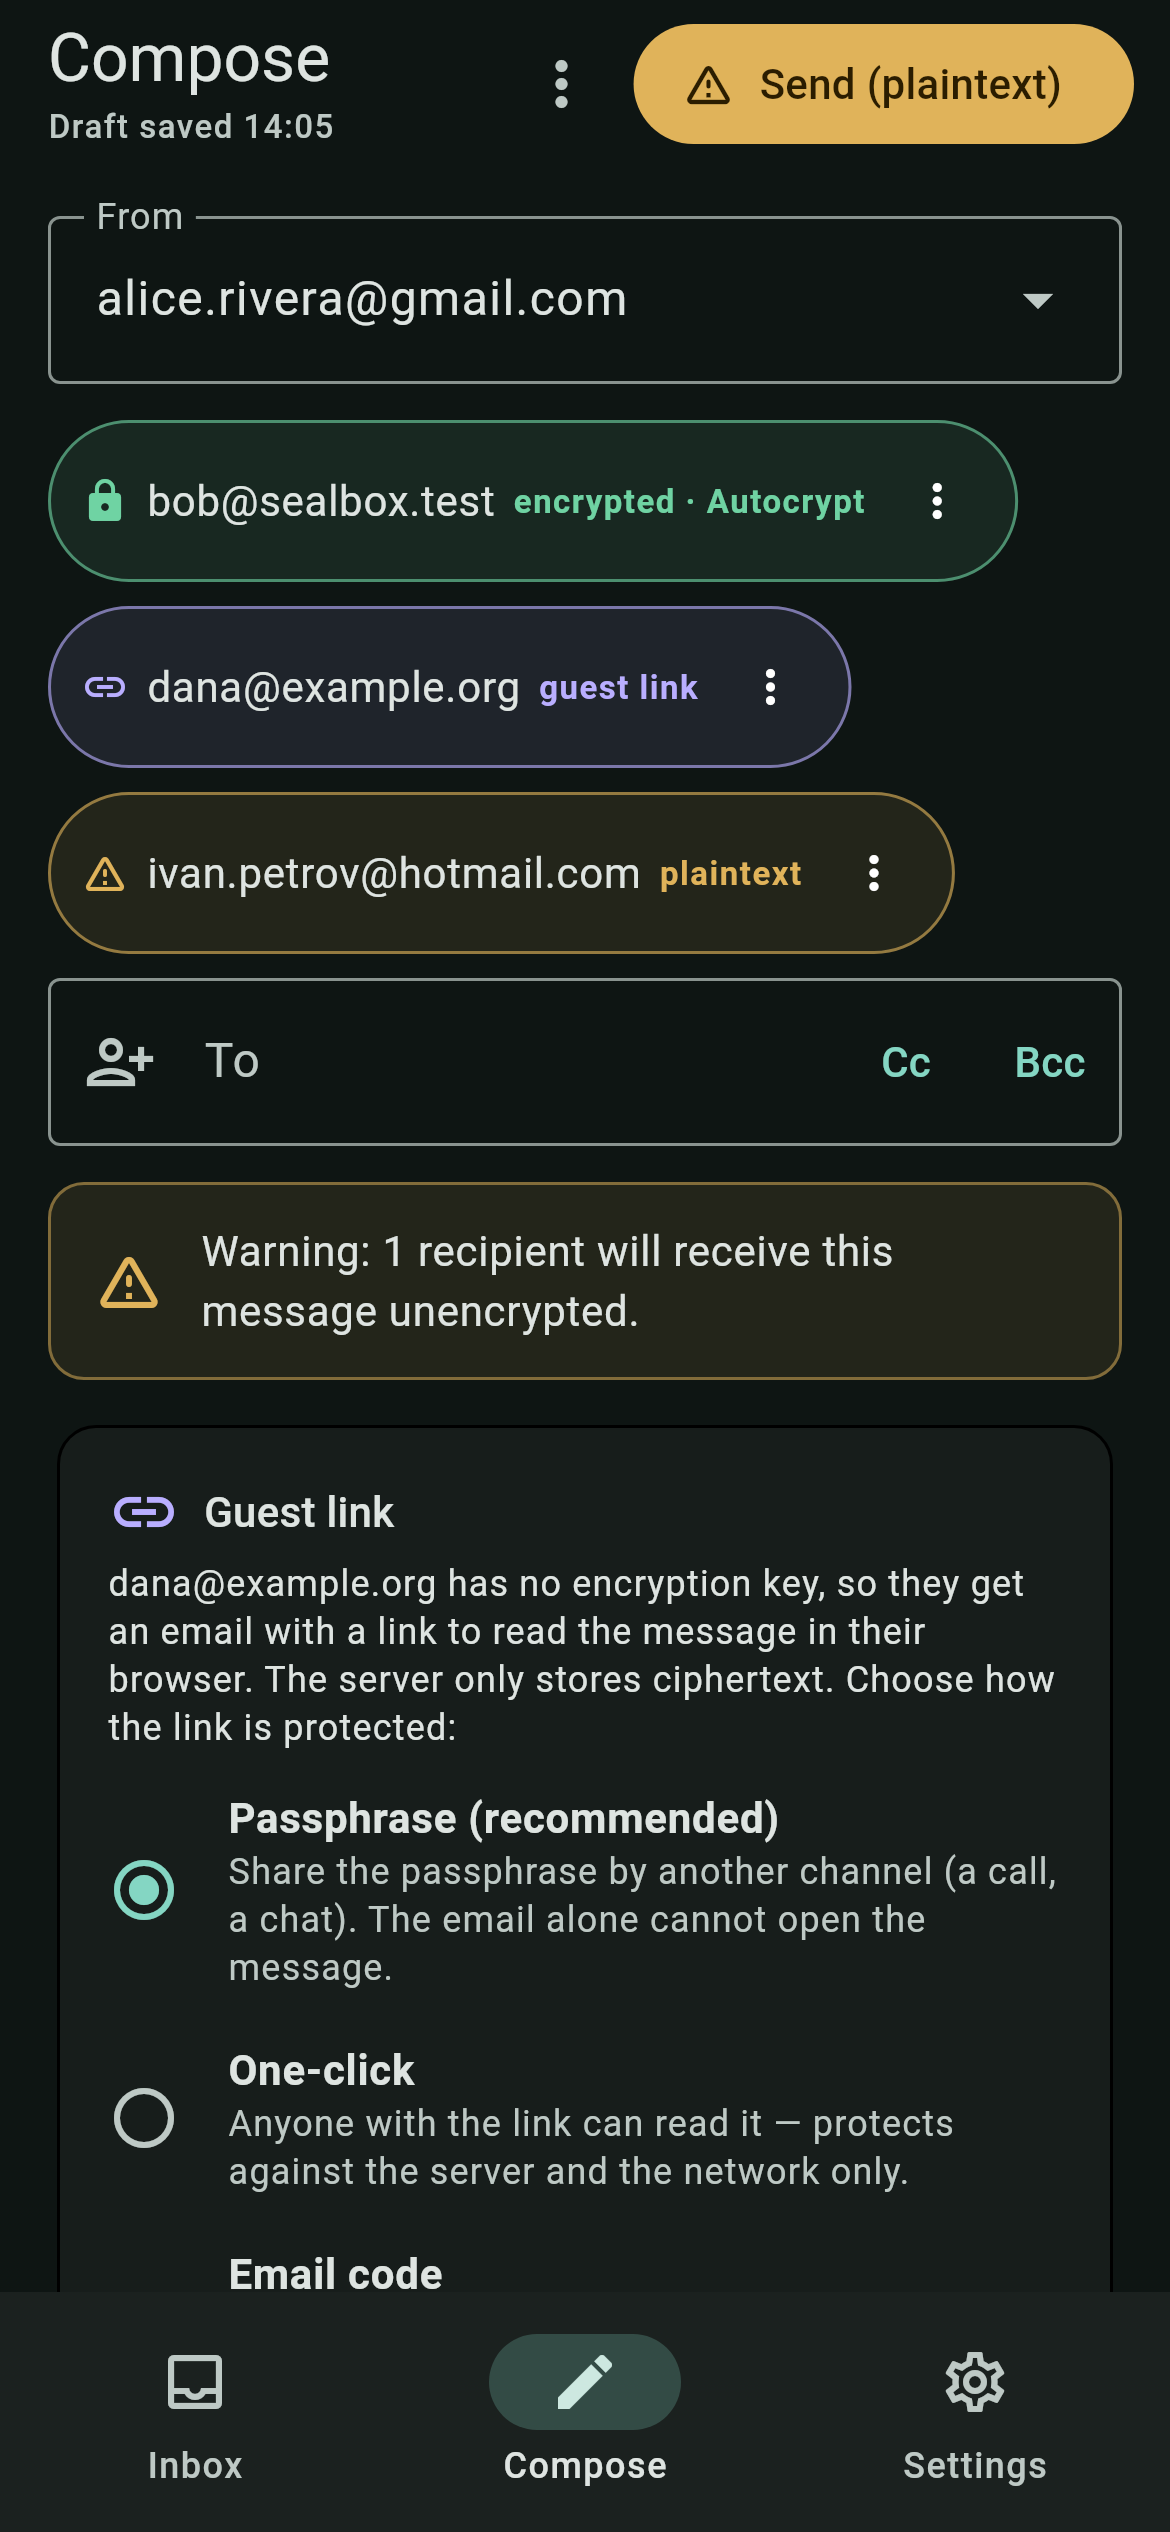 Compose
Draft saved 14:05
Send (plaintext)
From
alice.rivera@gmail.com
bob@sealbox.test encrypted · Autocrypt
dana@example.org guest link
ivan.petrov@hotmail.com plaintext
To
Cc
Bcc
Warning: 1 recipient will receive this
message unencrypted.
Guest link
dana@example.org has no encryption key, so they get
an email with a link to read the message in their
browser. The server only stores ciphertext. Choose how
the link is protected:
Passphrase (recommended)
Share the passphrase by another channel (a call,
a chat). The email alone cannot open the
message.
One-click
Anyone with the link can read it — protects
against the server and the network only.
Email code
Inbox
Compose
Settings